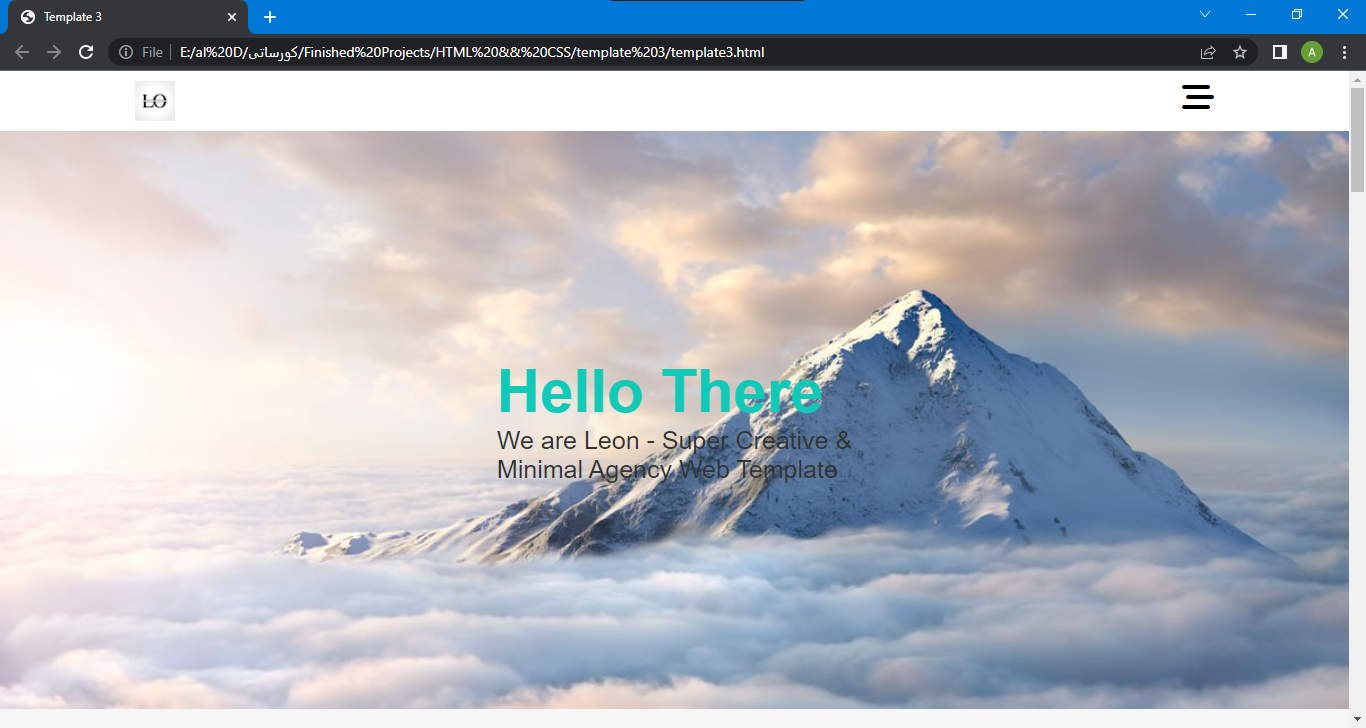 Template 3
File
E:/al%20D/كورساتى/Finished%20Projects/HTML%20&&%20CSS/template%203/template3.html
A
LO
Hello There
We are Leon - Super Creative &
Minimal Agency Web Template